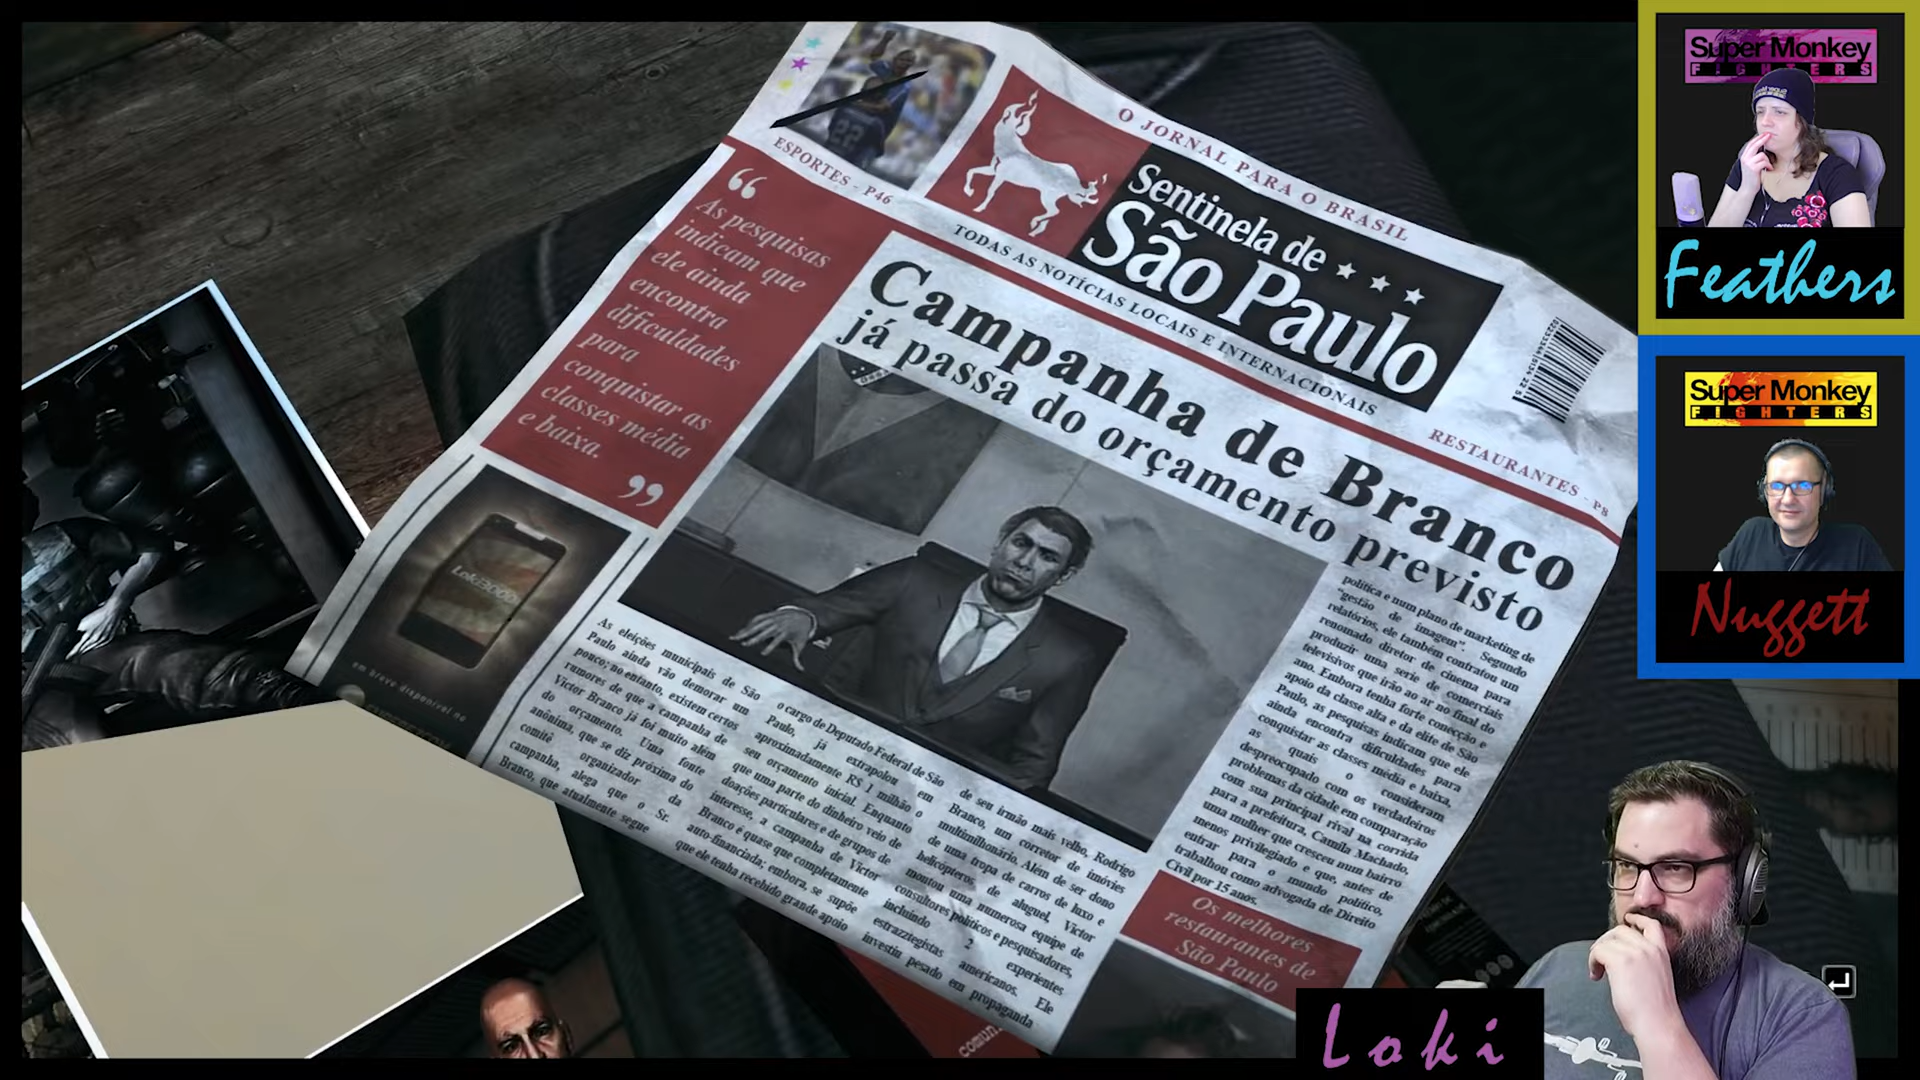 ESPORTES - P46
O JORNAL PARA O BRASIL
Sentinela de
São Paulo
TODAS AS NOTÍCIAS LOCAIS E INTERNACIONAIS
RESTAURANTES - P8
“
As pesquisas
indicam que
ele ainda
encontra
dificuldades
para
conquistar as
classes média
e baixa.
”
Campanha de Branco
já passa do orçamento previsto
Loki3000
em breve disponível no
As eleições municipais de São
Paulo ainda vão demorar um
pouco; no entanto, existem certos
rumores de que a campanha de
Victor Branco já foi muito além
do orçamento. Uma fonte
anônima, que se diz próxima do
comitê organizador da
campanha, alega que o Sr.
Branco, que atualmente segue
o cargo de Deputado Federal de São
Paulo, já extrapolou em
aproximadamente R$ 1 milhão o
seu orçamento inicial. Enquanto
que uma parte do dinheiro veio de
doações particulares e de grupos de
interesse, a campanha de Victor
Branco é quase que completamente
auto-financiada; embora, se supõe
que ele tenha recebido grande apoio
de seu irmão mais velho, Rodrigo
Branco, um corretor de imóvies
multimilionário. Além de ser dono
de uma tropa de carros de luxo e
helicópteros de aluguel, Victor
montou uma numerosa equipe de
consultores políticos e pesquisadores,
incluindo 2 experientes
estrazztegistas americanos. Ele
investiu pesado em propaganda
política e num plano de marketing de
"gestão de imagem". Segundo
relatórios, ele também contratou um
renomado diretor de cinema para
produzir uma série de comerciais
televisivos que irão ao ar no final do
ano. Embora tenha forte conecção e
apoio da classe alta e da elite de São
Paulo, as pesquisas indicam que ele
ainda encontra dificuldades para
conquistar as classes média e baixa,
as quais o consideram
despreocupado com os verdadeiros
problemas da cidade em comparação
com sua principal rival na corrida
para a prefeitura, Camila Machado,
uma mulher que cresceu num bairro
menos privilegiado e que, antes de
entrar para o mundo político,
trabalhou como advogada de Direito
Civil por 15 anos.
Os melhores
restaurantes de
São Paulo
22
Super Monkey
FIGHTERS
Feathers
Super Monkey
FIGHTERS
Nuggett
Loki